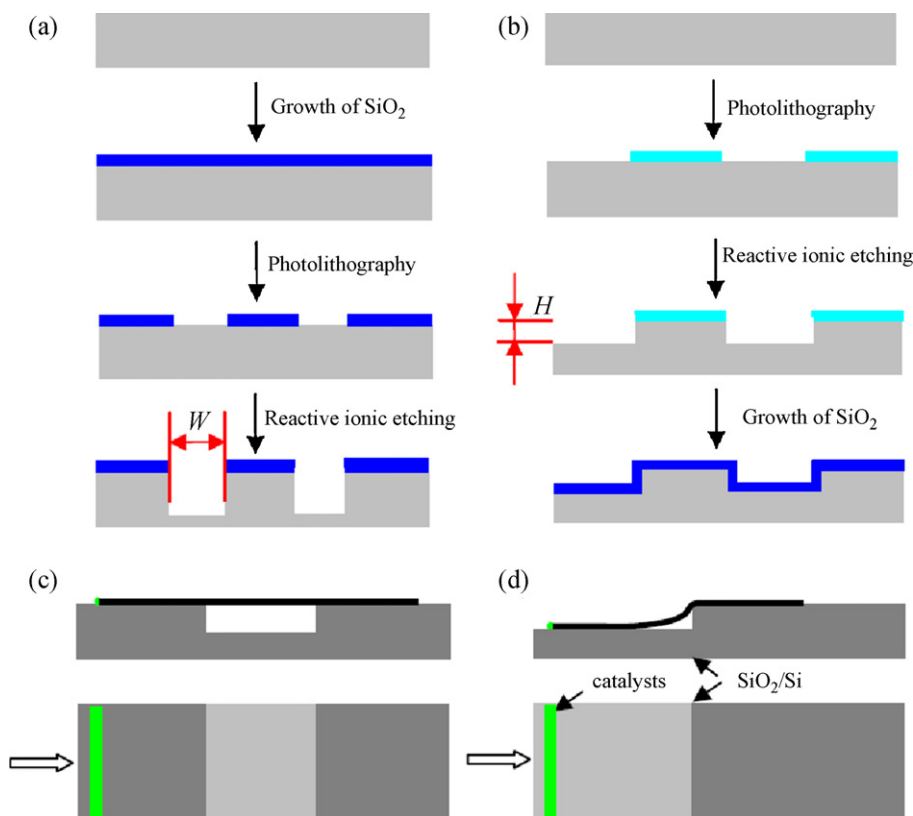 (a)
Growth of SiO₂
Photolithography
W
Reactive ionic etching
(b)
Photolithography
Reactive ionic etching
H
Growth of SiO₂
(c)
(d)
catalysts
SiO₂/Si